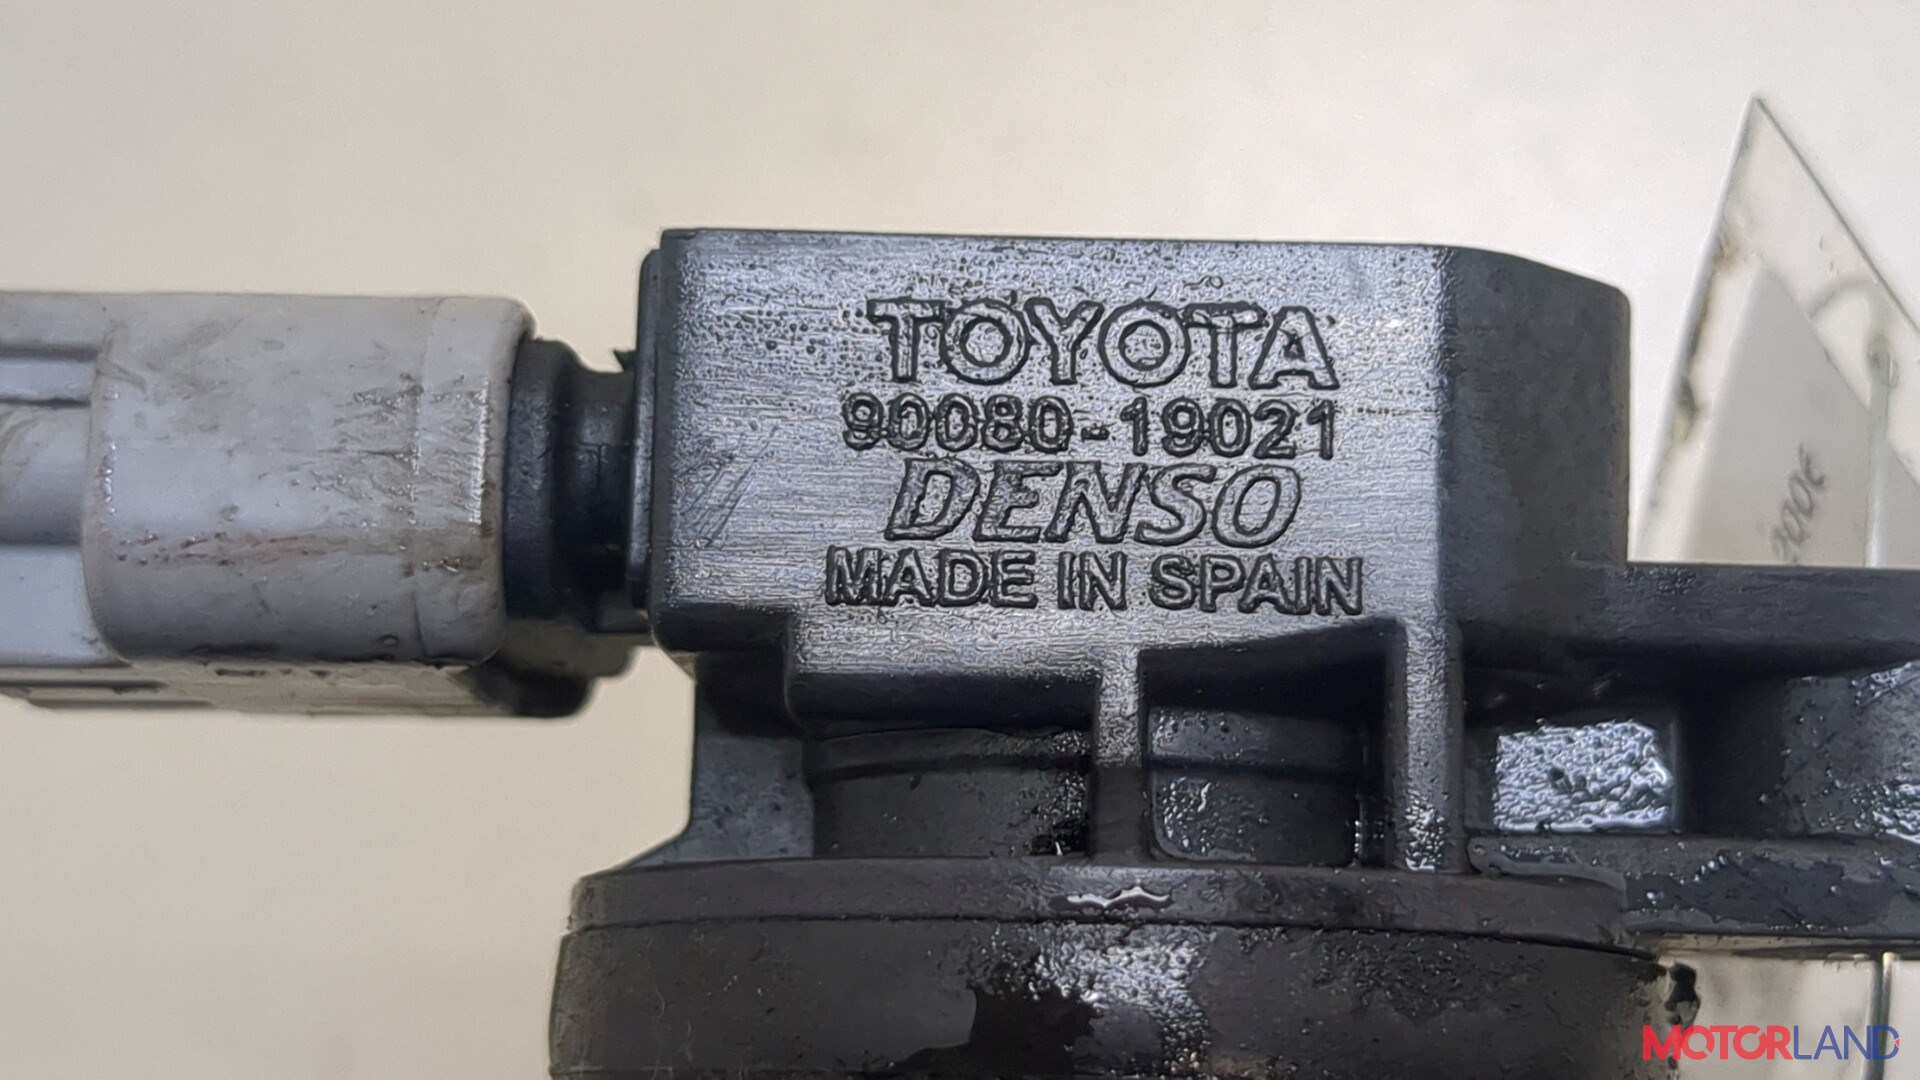 TOYOTA
90080-19021
DENSO
MADE IN SPAIN
MOTORLAND